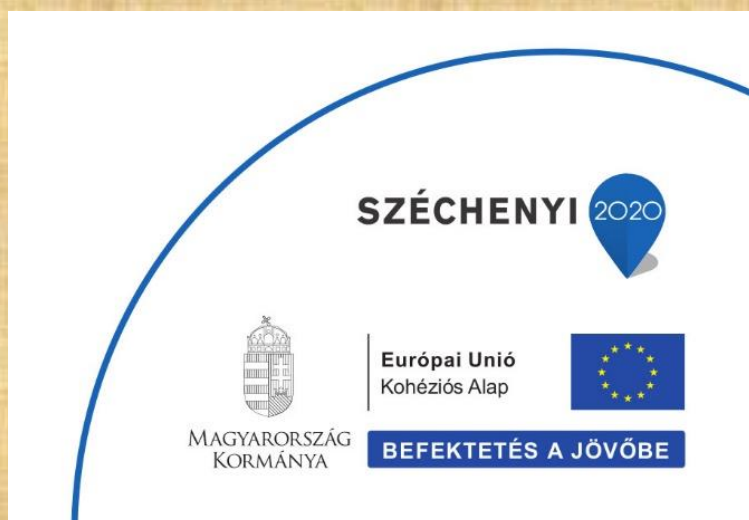 SZÉCHENYI 2020
Európai Unió
Kohéziós Alap
MAGYARORSZÁG
KORMÁNYA
BEFEKTETÉS A JÖVŐBE